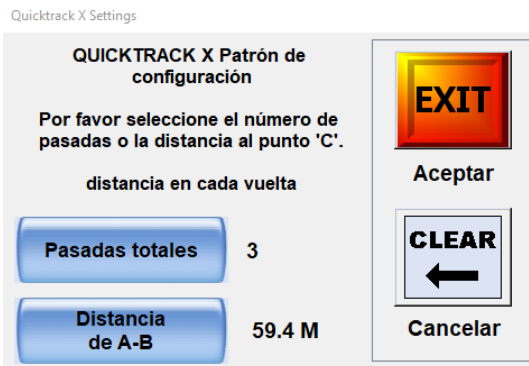 Quicktrack X Settings
QUICKTRACK X Patrón de
configuración
Por favor seleccione el número de
pasadas o la distancia al punto 'C'.
distancia en cada vuelta
Pasadas totales
3
Distancia
de A-B
59.4 M
EXIT
Aceptar
CLEAR
Cancelar